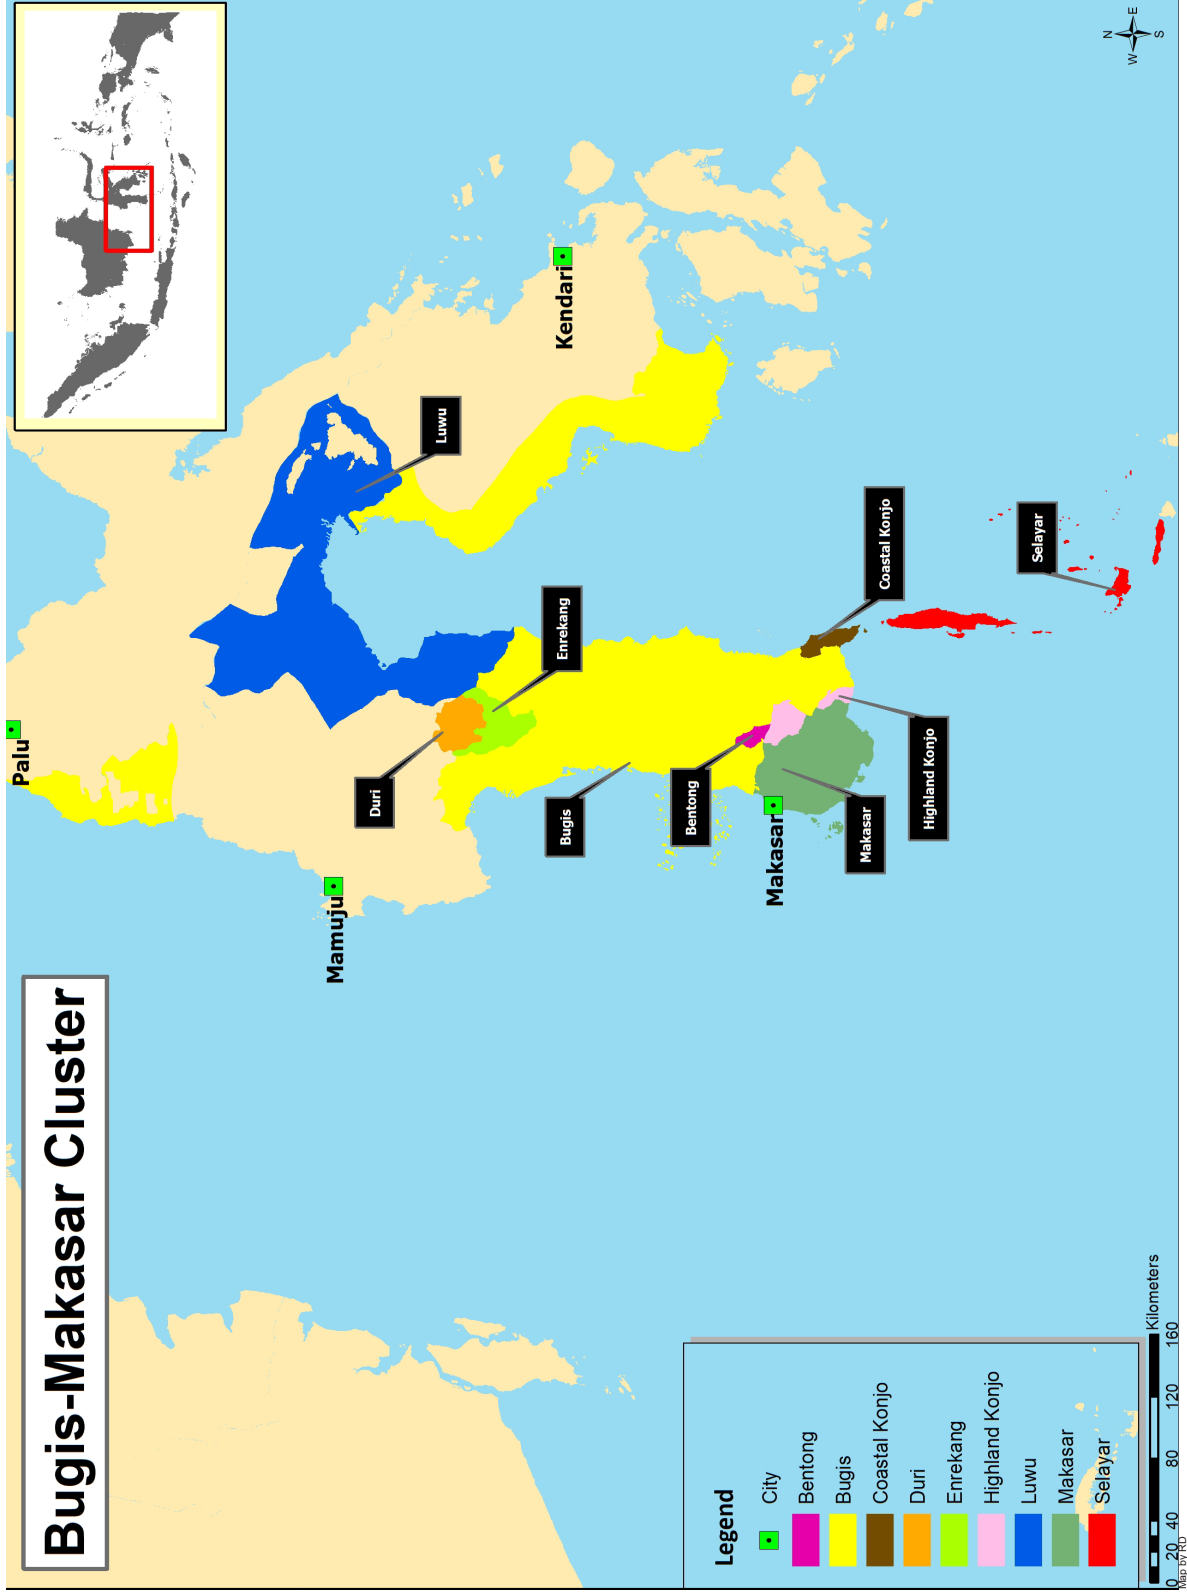 Bugis-Makasar Cluster
N
W
E
S
Palu
Mamuju
Kendari
Makasar
Luwu
Enrekang
Duri
Bugis
Bentong
Coastal Konjo
Selayar
Makasar
Highland Konjo
Legend
City
Bentong
Bugis
Coastal Konjo
Duri
Enrekang
Highland Konjo
Luwu
Makasar
Selayar
0 20 40 80 120 160
Kilometers
Map by RD